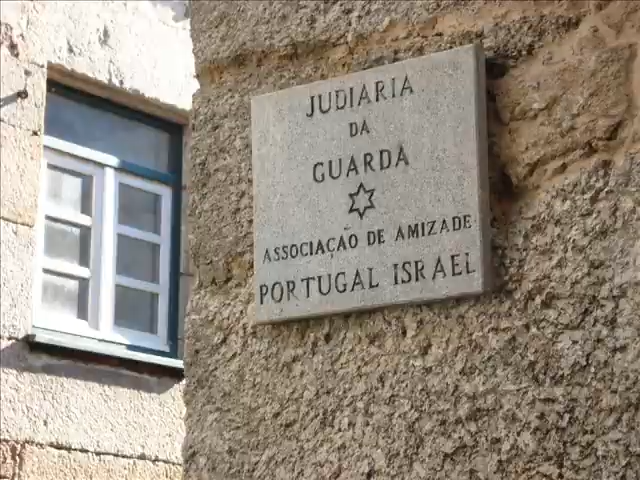 JUDIARIA
DA
GUARDA
ASSOCIAÇÃO DE AMIZADE
PORTUGAL ISRAEL